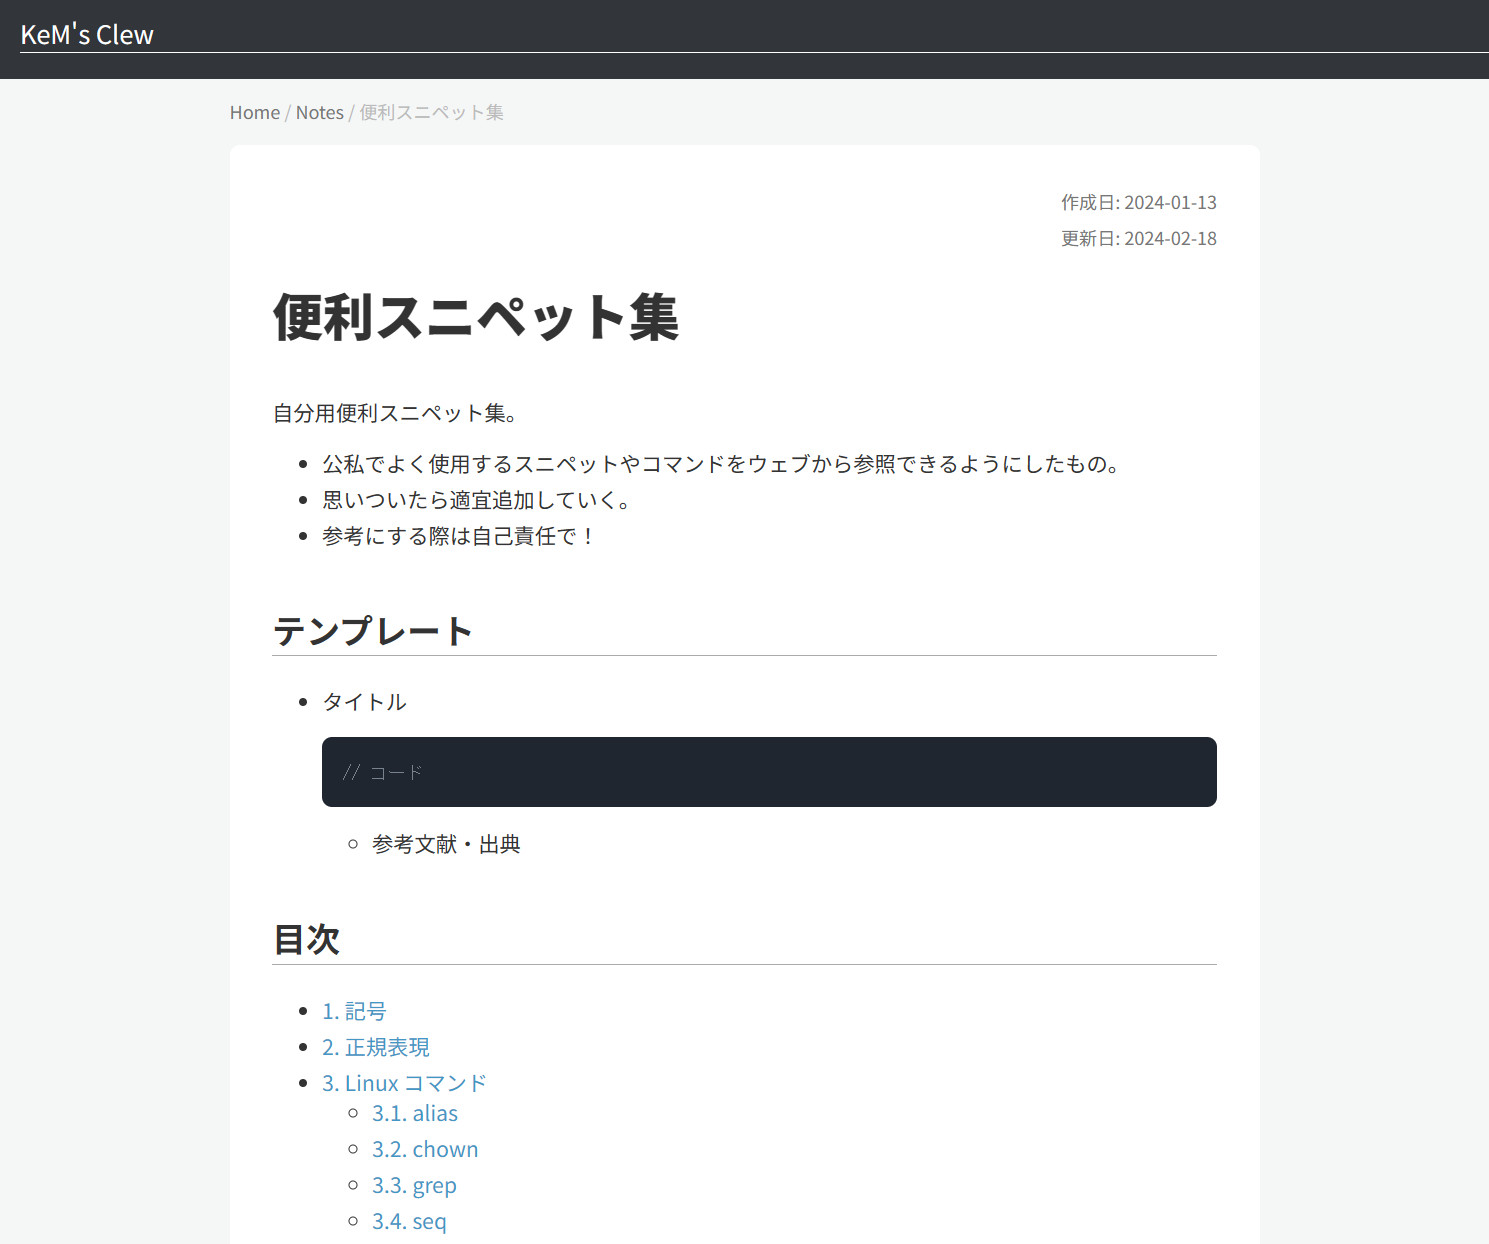 KeM's Clew
Home / Notes / 便利スニペット集
作成日: 2024-01-13
更新日: 2024-02-18
便利スニペット集
自分用便利スニペット集。
公私でよく使用するスニペットやコマンドをウェブから参照できるようにしたもの。
思いついたら適宜追加していく。
参考にする際は自己責任で！
テンプレート
タイトル
// コード
参考文献・出典
目次
1. 記号
2. 正規表現
3. Linux コマンド
3.1. alias
3.2. chown
3.3. grep
3.4. seq